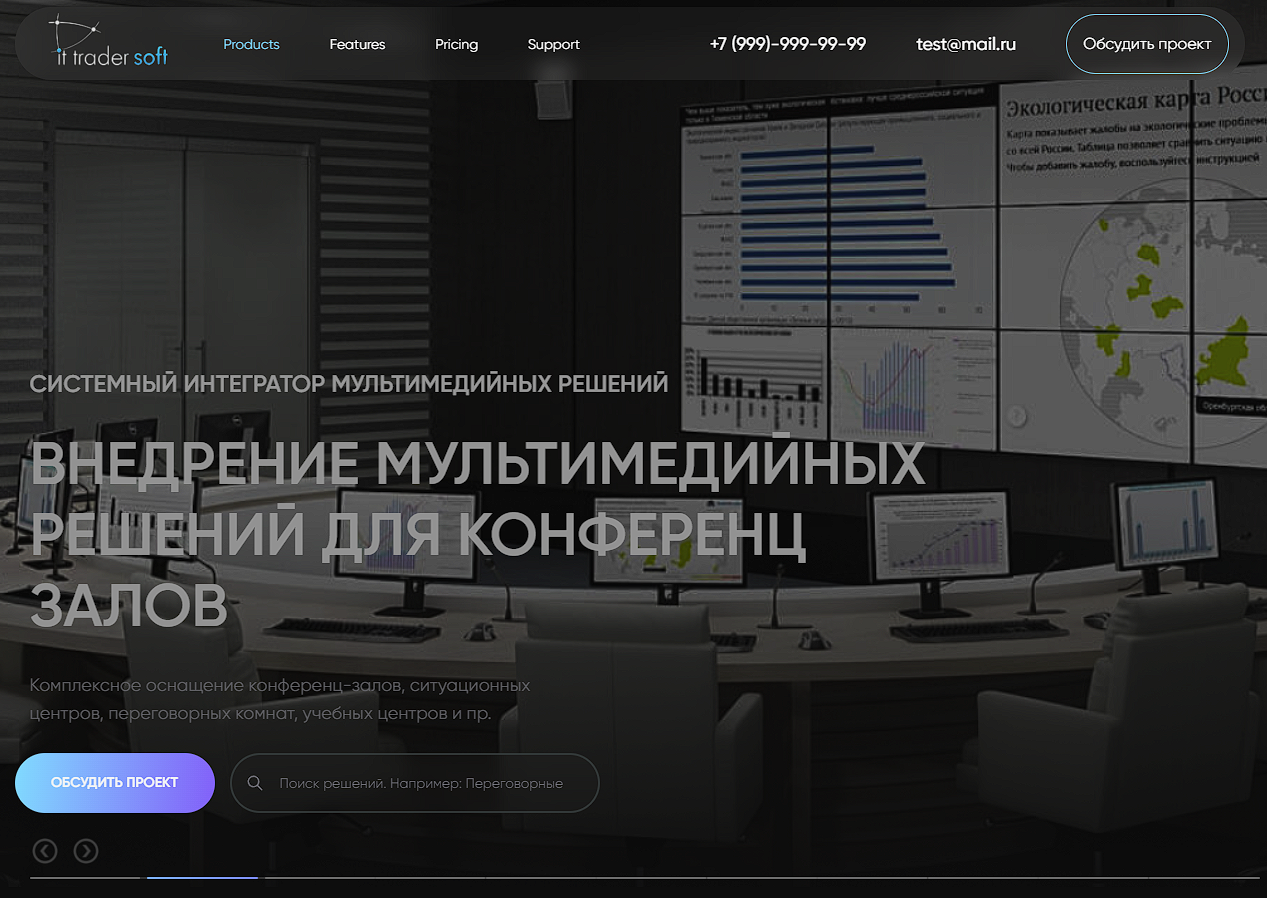 it trader soft
Products
Features
Pricing
Support
+7 (999)-999-99-99
test@mail.ru
Обсудить проект
Экологическая карта
Карта показывает жалобы на экологические
со всей России. Таблица позволяет сравнить ситуацию
Чтобы добавить жалобу, воспользуйтесь инструкцией
СИСТЕМНЫЙ ИНТЕГРАТОР МУЛЬТИМЕДИЙНЫХ РЕШЕНИЙ
ВНЕДРЕНИЕ МУЛЬТИМЕДИЙНЫХ
РЕШЕНИЙ ДЛЯ КОНФЕРЕНЦ
ЗАЛОВ
Комплексное оснащение конференц-залов, ситуационных
центров, переговорных комнат, учебных центров и пр.
ОБСУДИТЬ ПРОЕКТ
Поиск решений. Например: Переговорные